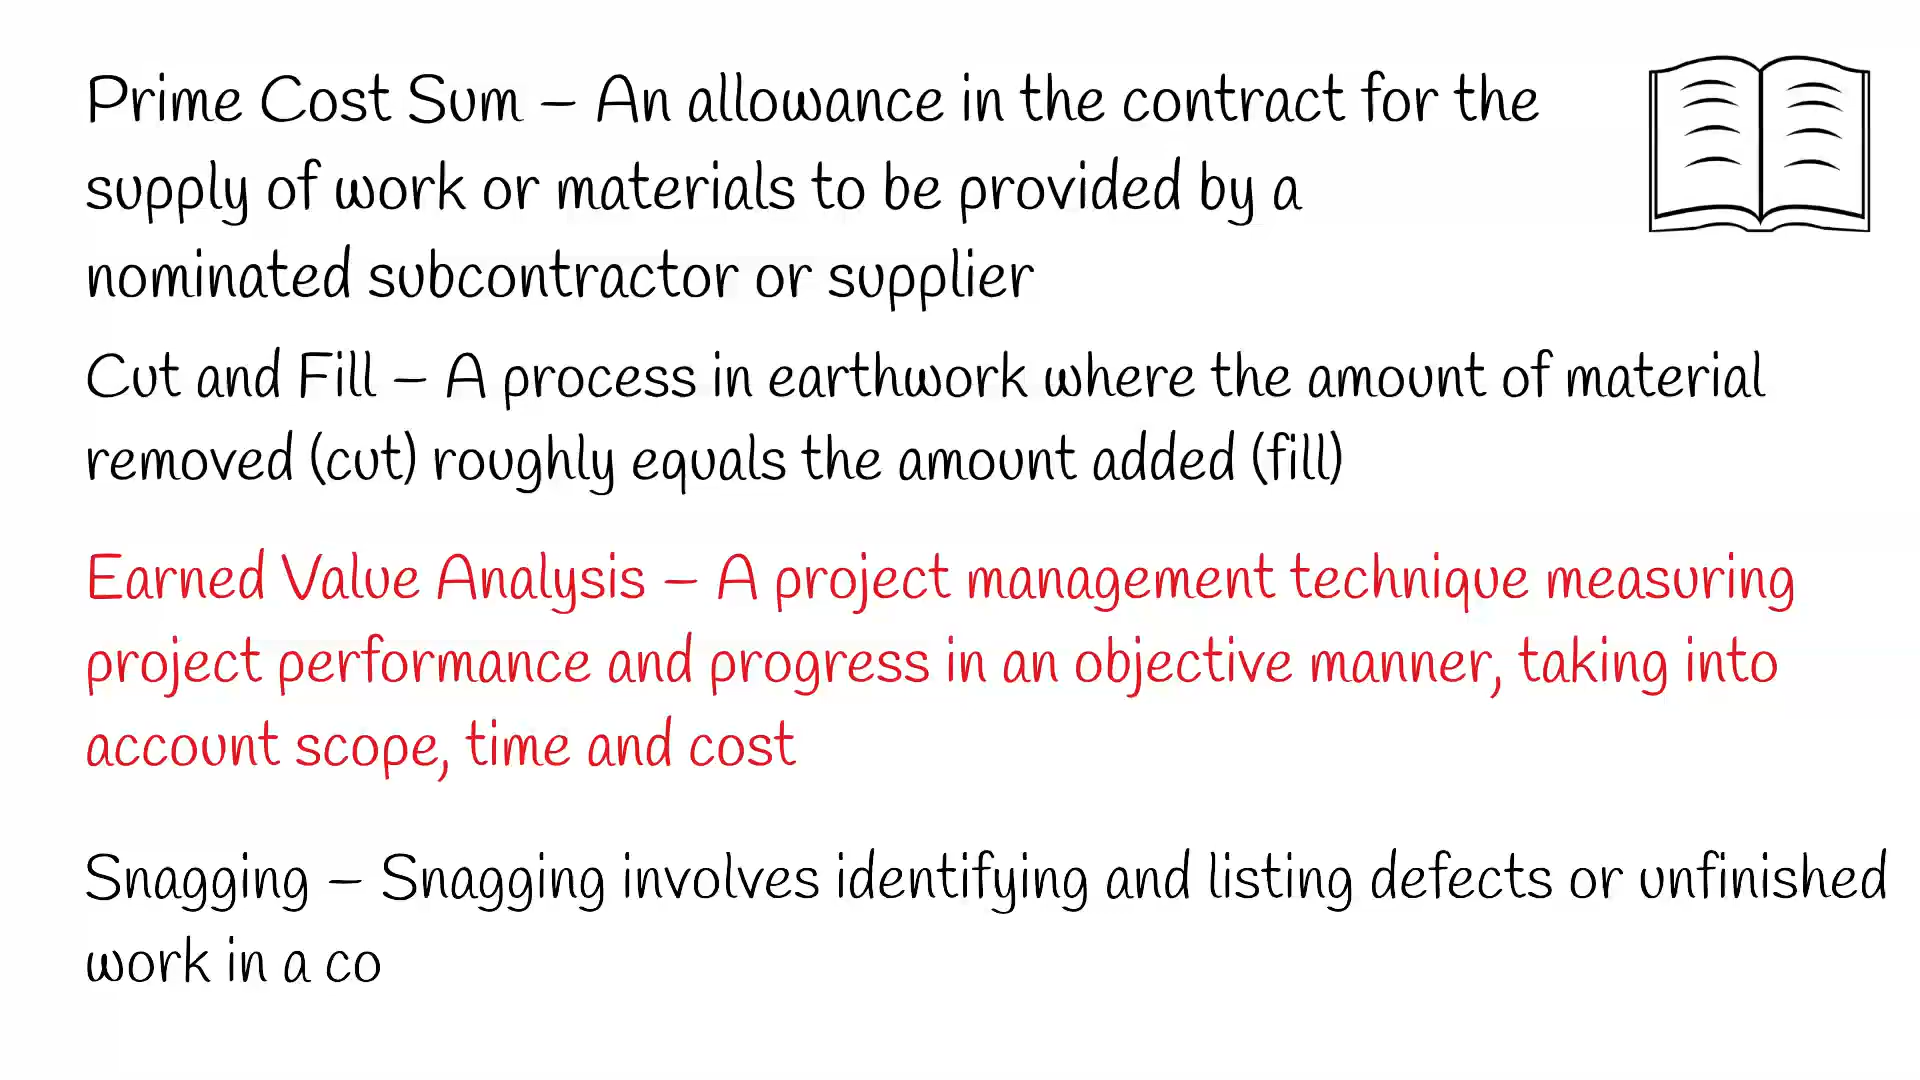 Prime Cost Sum – An allowance in the contract for the
supply of work or materials to be provided by a
nominated subcontractor or supplier
Cut and Fill – A process in earthwork where the amount of material
removed (cut) roughly equals the amount added (fill)
Earned Value Analysis – A project management technique measuring
project performance and progress in an objective manner, taking into
account scope, time and cost
Snagging – Snagging involves identifying and listing defects or unfinished
work in a co